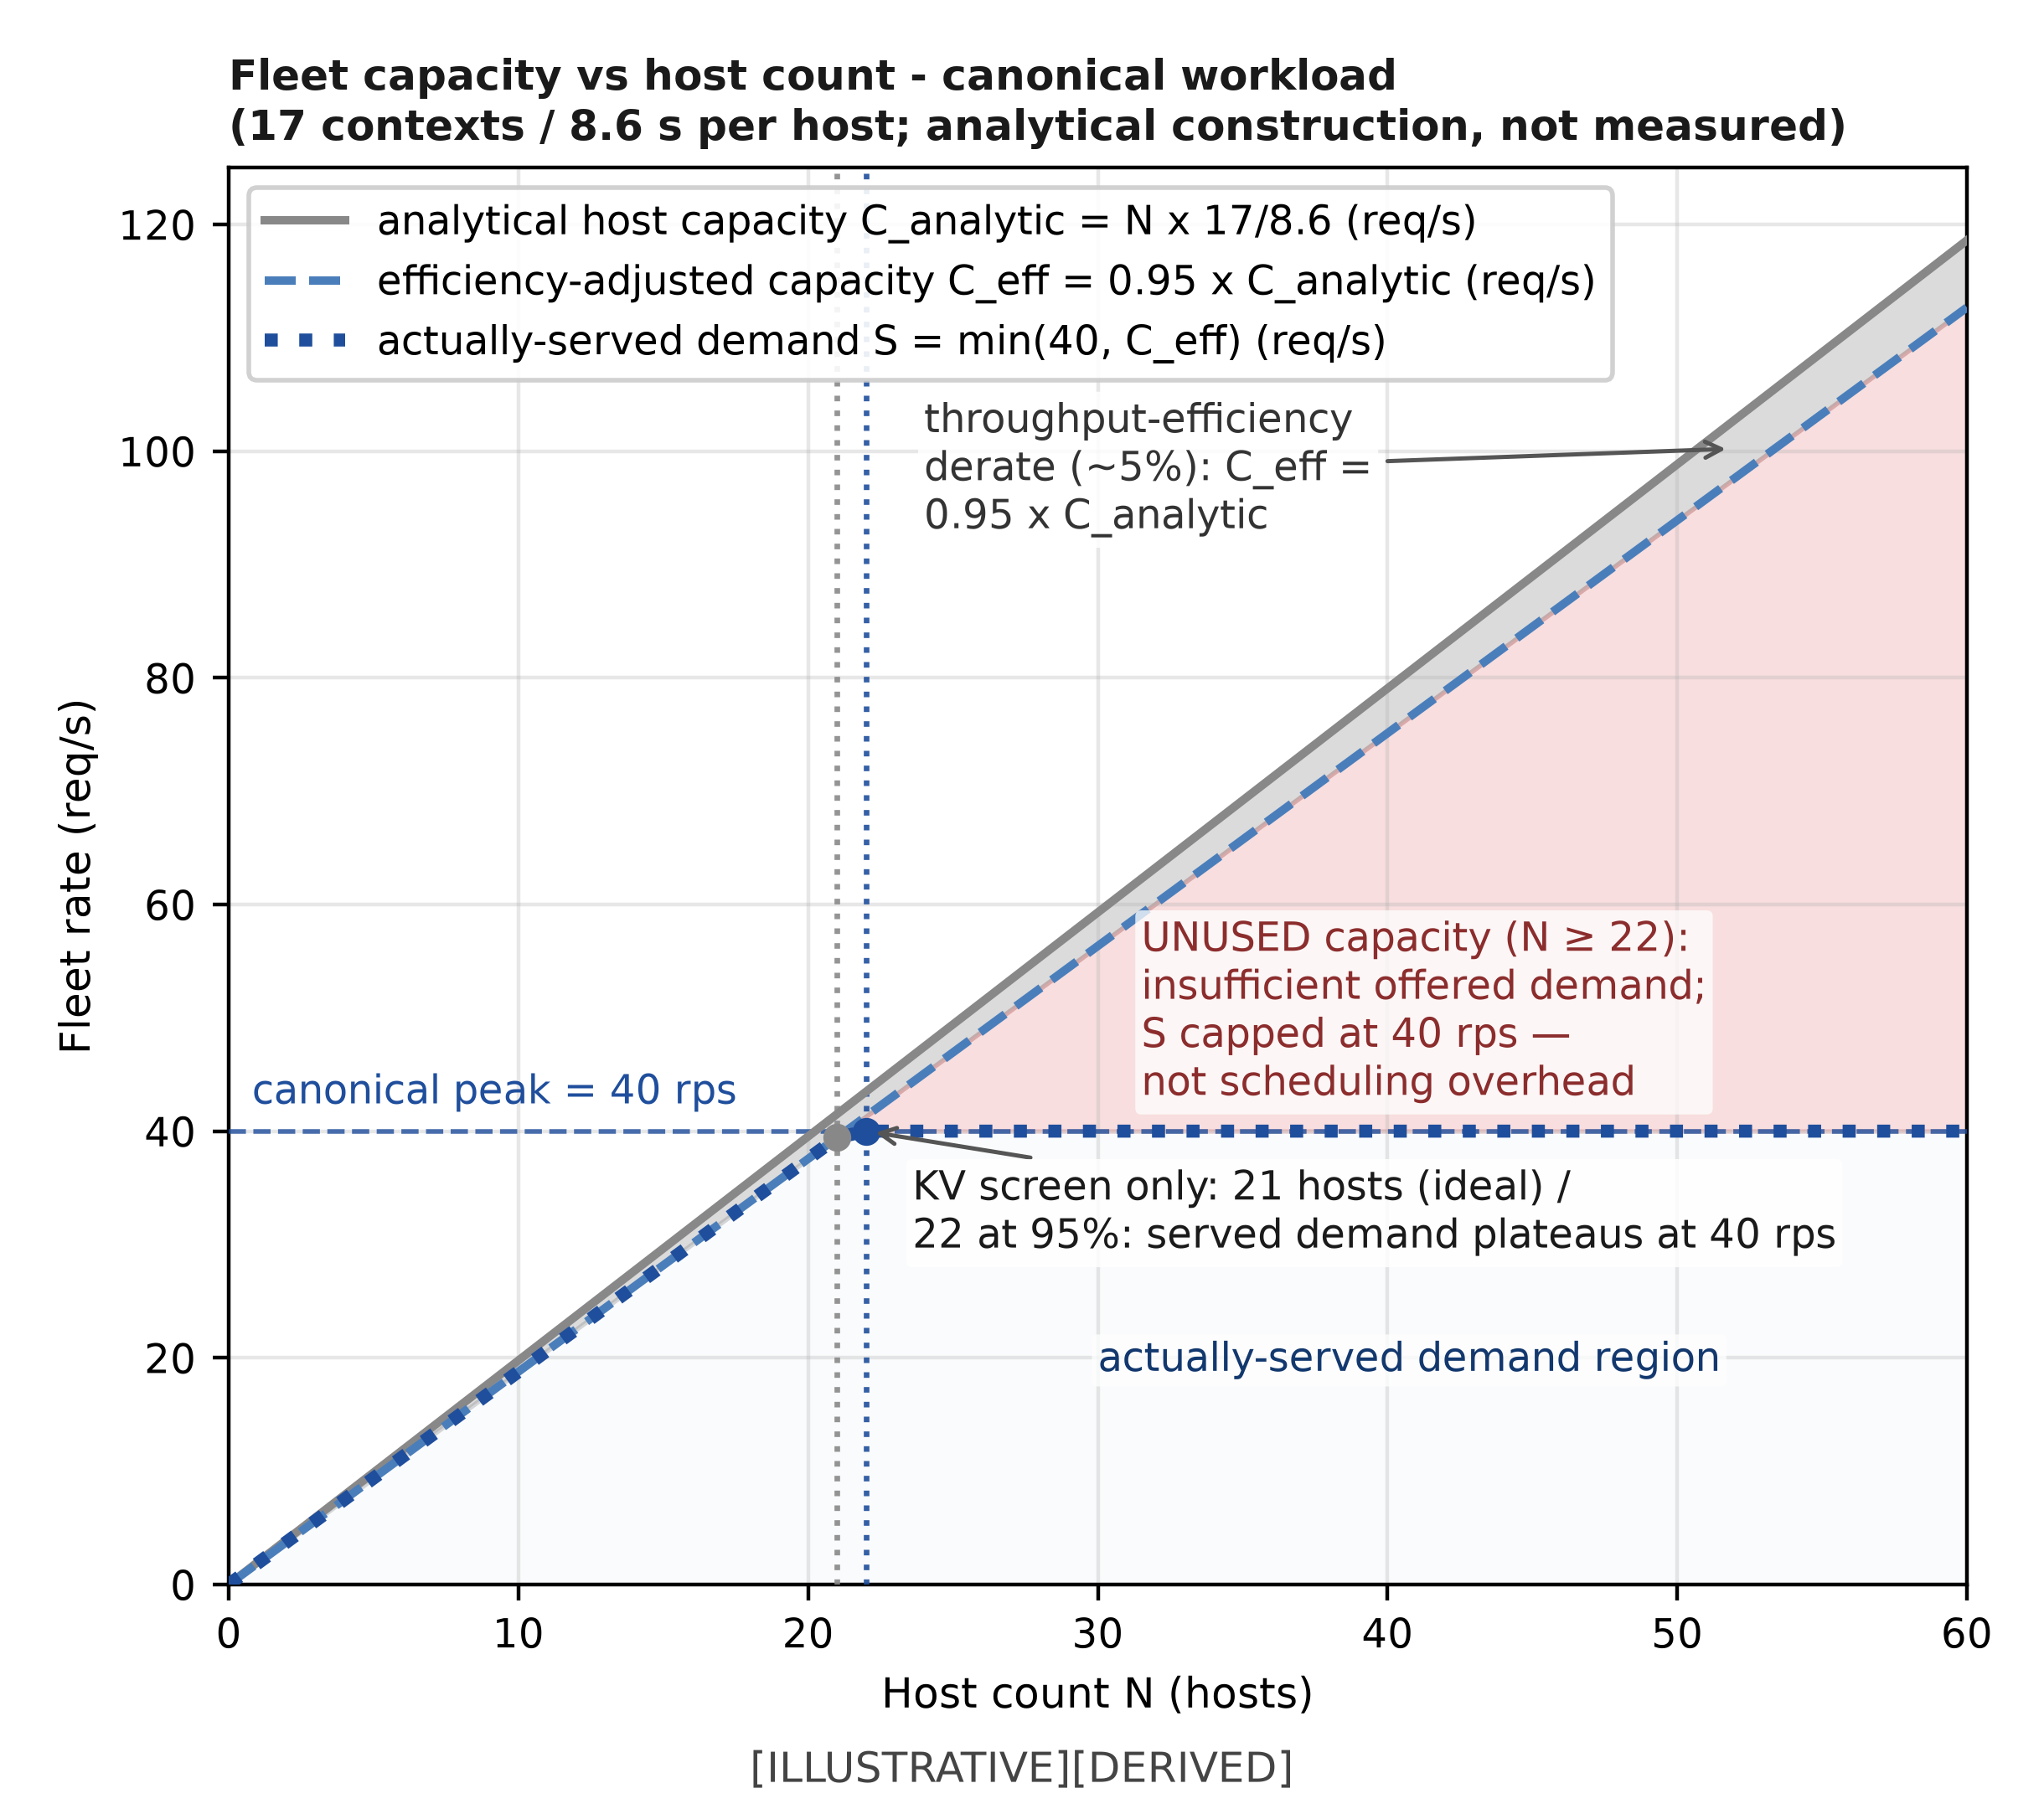 Fleet capacity vs host count - canonical workload
(17 contexts / 8.6 s per host; analytical construction, not measured)
analytical host capacity C_analytic = N x 17/8.6 (req/s)
efficiency-adjusted capacity C_eff = 0.95 x C_analytic (req/s)
actually-served demand S = min(40, C_eff) (req/s)
throughput-efficiency
derate (~5%): C_eff =
0.95 x C_analytic
UNUSED capacity (N ≥ 22):
insufficient offered demand;
S capped at 40 rps —
not scheduling overhead
canonical peak = 40 rps
KV screen only: 21 hosts (ideal) /
22 at 95%: served demand plateaus at 40 rps
actually-served demand region
Fleet rate (req/s)
120
100
80
60
40
20
0
0 10 20 30 40 50 60
Host count N (hosts)
[ILLUSTRATIVE][DERIVED]